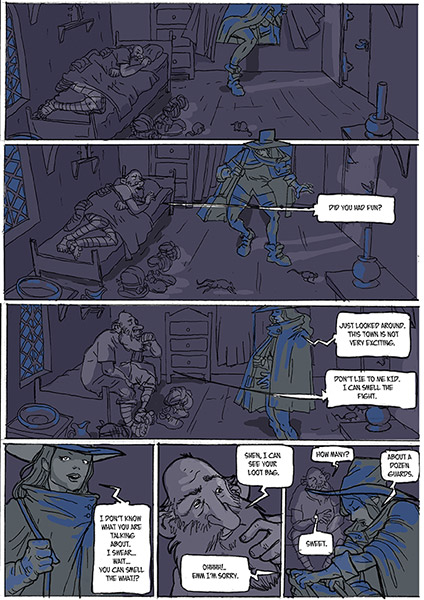 DID YOU HAD FUN?
JUST LOOKED AROUND.
THIS TOWN IS NOT
VERY EXCITING.
DON'T LIE TO ME KID.
I CAN SMELL THE
FIGHT.
I DON'T KNOW
WHAT YOU ARE
TALKING
ABOUT.
I SWEAR...
WAIT...
YOU CAN SMELL
THE WHAT!?
SHEN, I CAN
SEE YOUR
LOOT BAG.
OHHHH!..
EMM I'M SORRY.
HOW MANY?
ABOUT A
DOZEN
GUARDS.
SWEET.